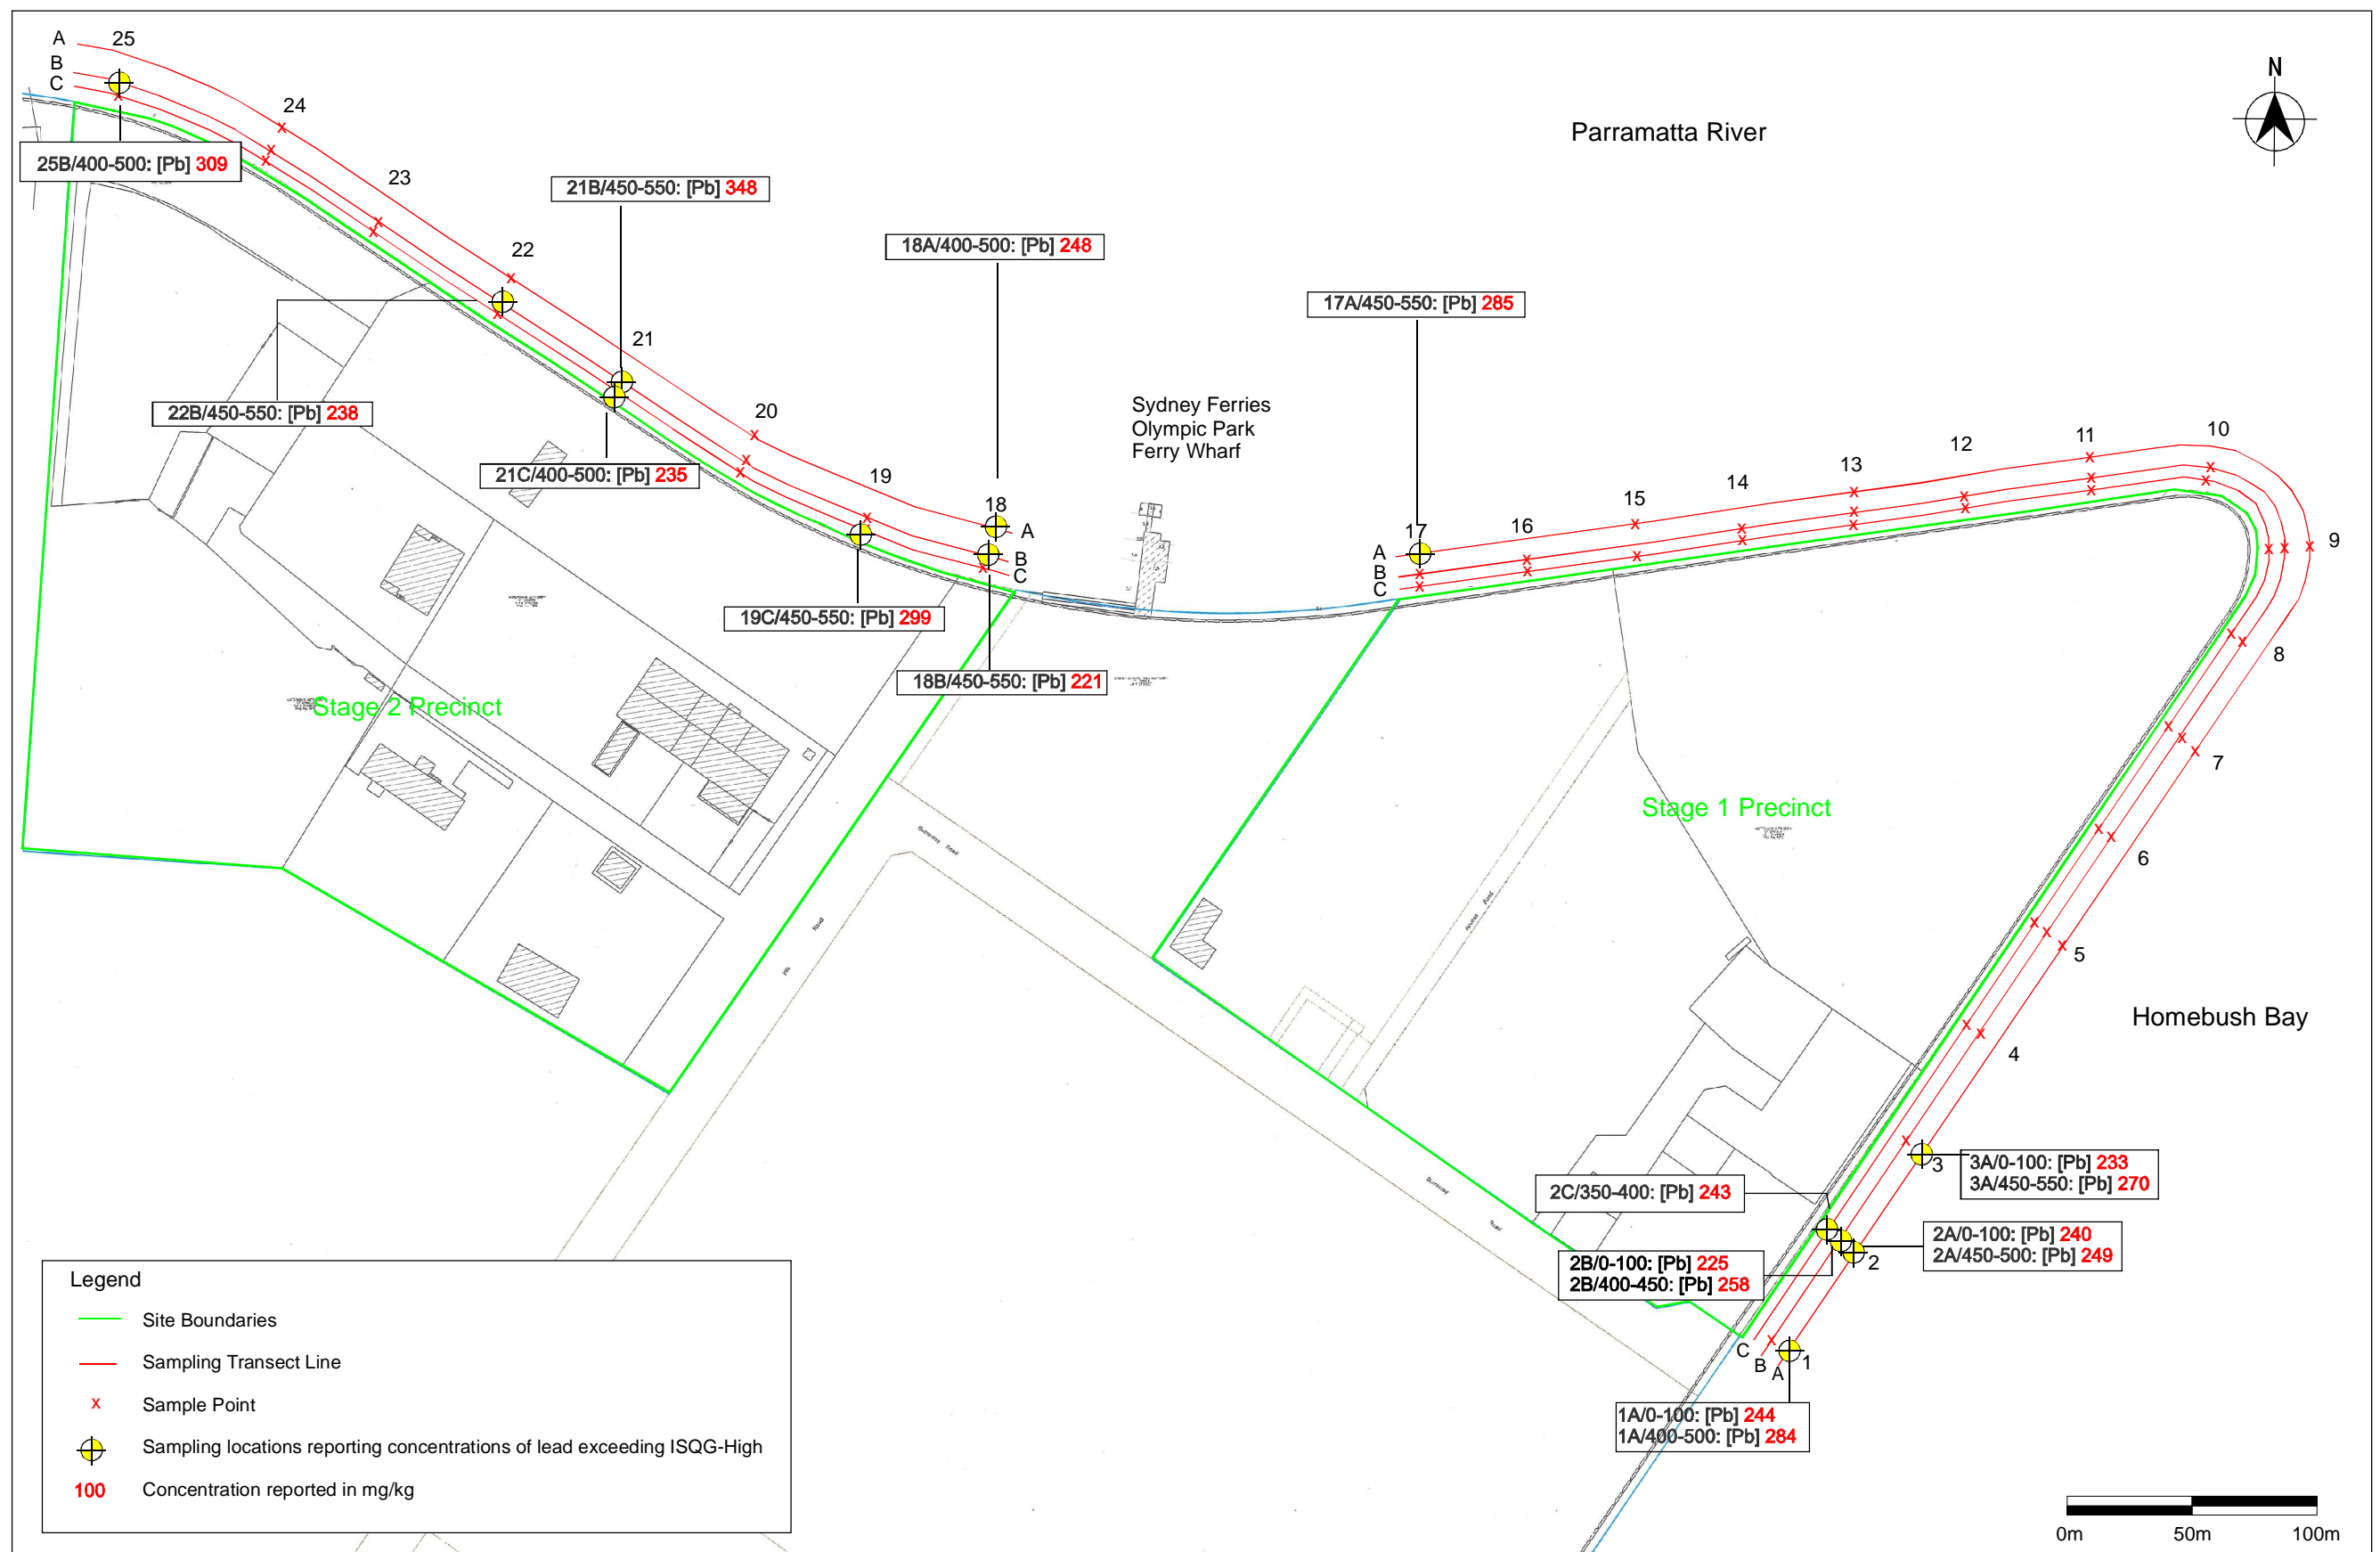 A
25
B
C
24
N
Parramatta River
25B/400-500: [Pb] 309
23
21B/450-550: [Pb] 348
22
18A/400-500: [Pb] 248
17A/450-550: [Pb] 285
21
22B/450-550: [Pb] 238
20
Sydney Ferries
Olympic Park
Ferry Wharf
21C/400-500: [Pb] 235
19
18
A
B
C
17
A
B
C
16
15
14
13
12
11
10
9
8
7
6
5
4
19C/450-550: [Pb] 299
18B/450-550: [Pb] 221
Stage 2 Precinct
Stage 1 Precinct
Burroway Road
Hill Road
Burroway Road
Homebush Bay
3
3A/0-100: [Pb] 233
3A/450-550: [Pb] 270
2C/350-400: [Pb] 243
2A/0-100: [Pb] 240
2A/450-500: [Pb] 249
2
2B/0-100: [Pb] 225
2B/400-450: [Pb] 258
C
B
A
1
1A/0-100: [Pb] 244
1A/400-500: [Pb] 284
Legend
Site Boundaries
Sampling Transect Line
x Sample Point
Sampling locations reporting concentrations of lead exceeding ISQG-High
100 Concentration reported in mg/kg
0m 50m 100m